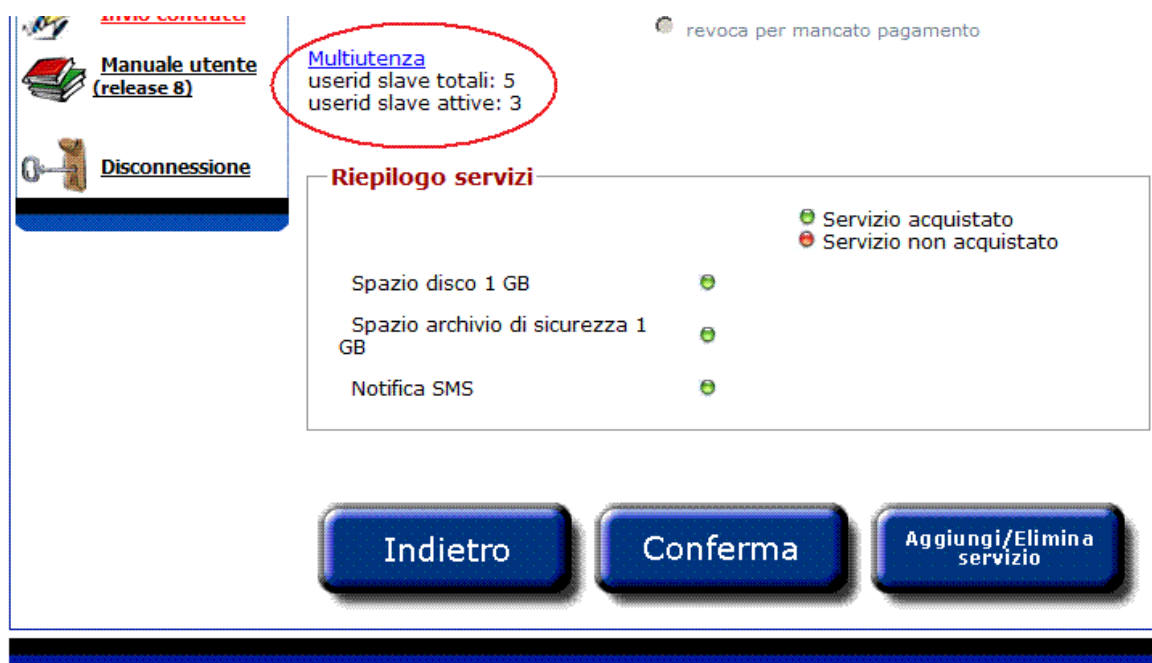 Invio contratti
Manuale utente
(release 8)
Disconnessione
revoca per mancato pagamento
Multiutenza
userid slave totali: 5
userid slave attive: 3
Riepilogo servizi
Servizio acquistato
Servizio non acquistato
Spazio disco 1 GB
Spazio archivio di sicurezza 1
GB
Notifica SMS
Indietro
Conferma
Aggiungi/Elimina
servizio